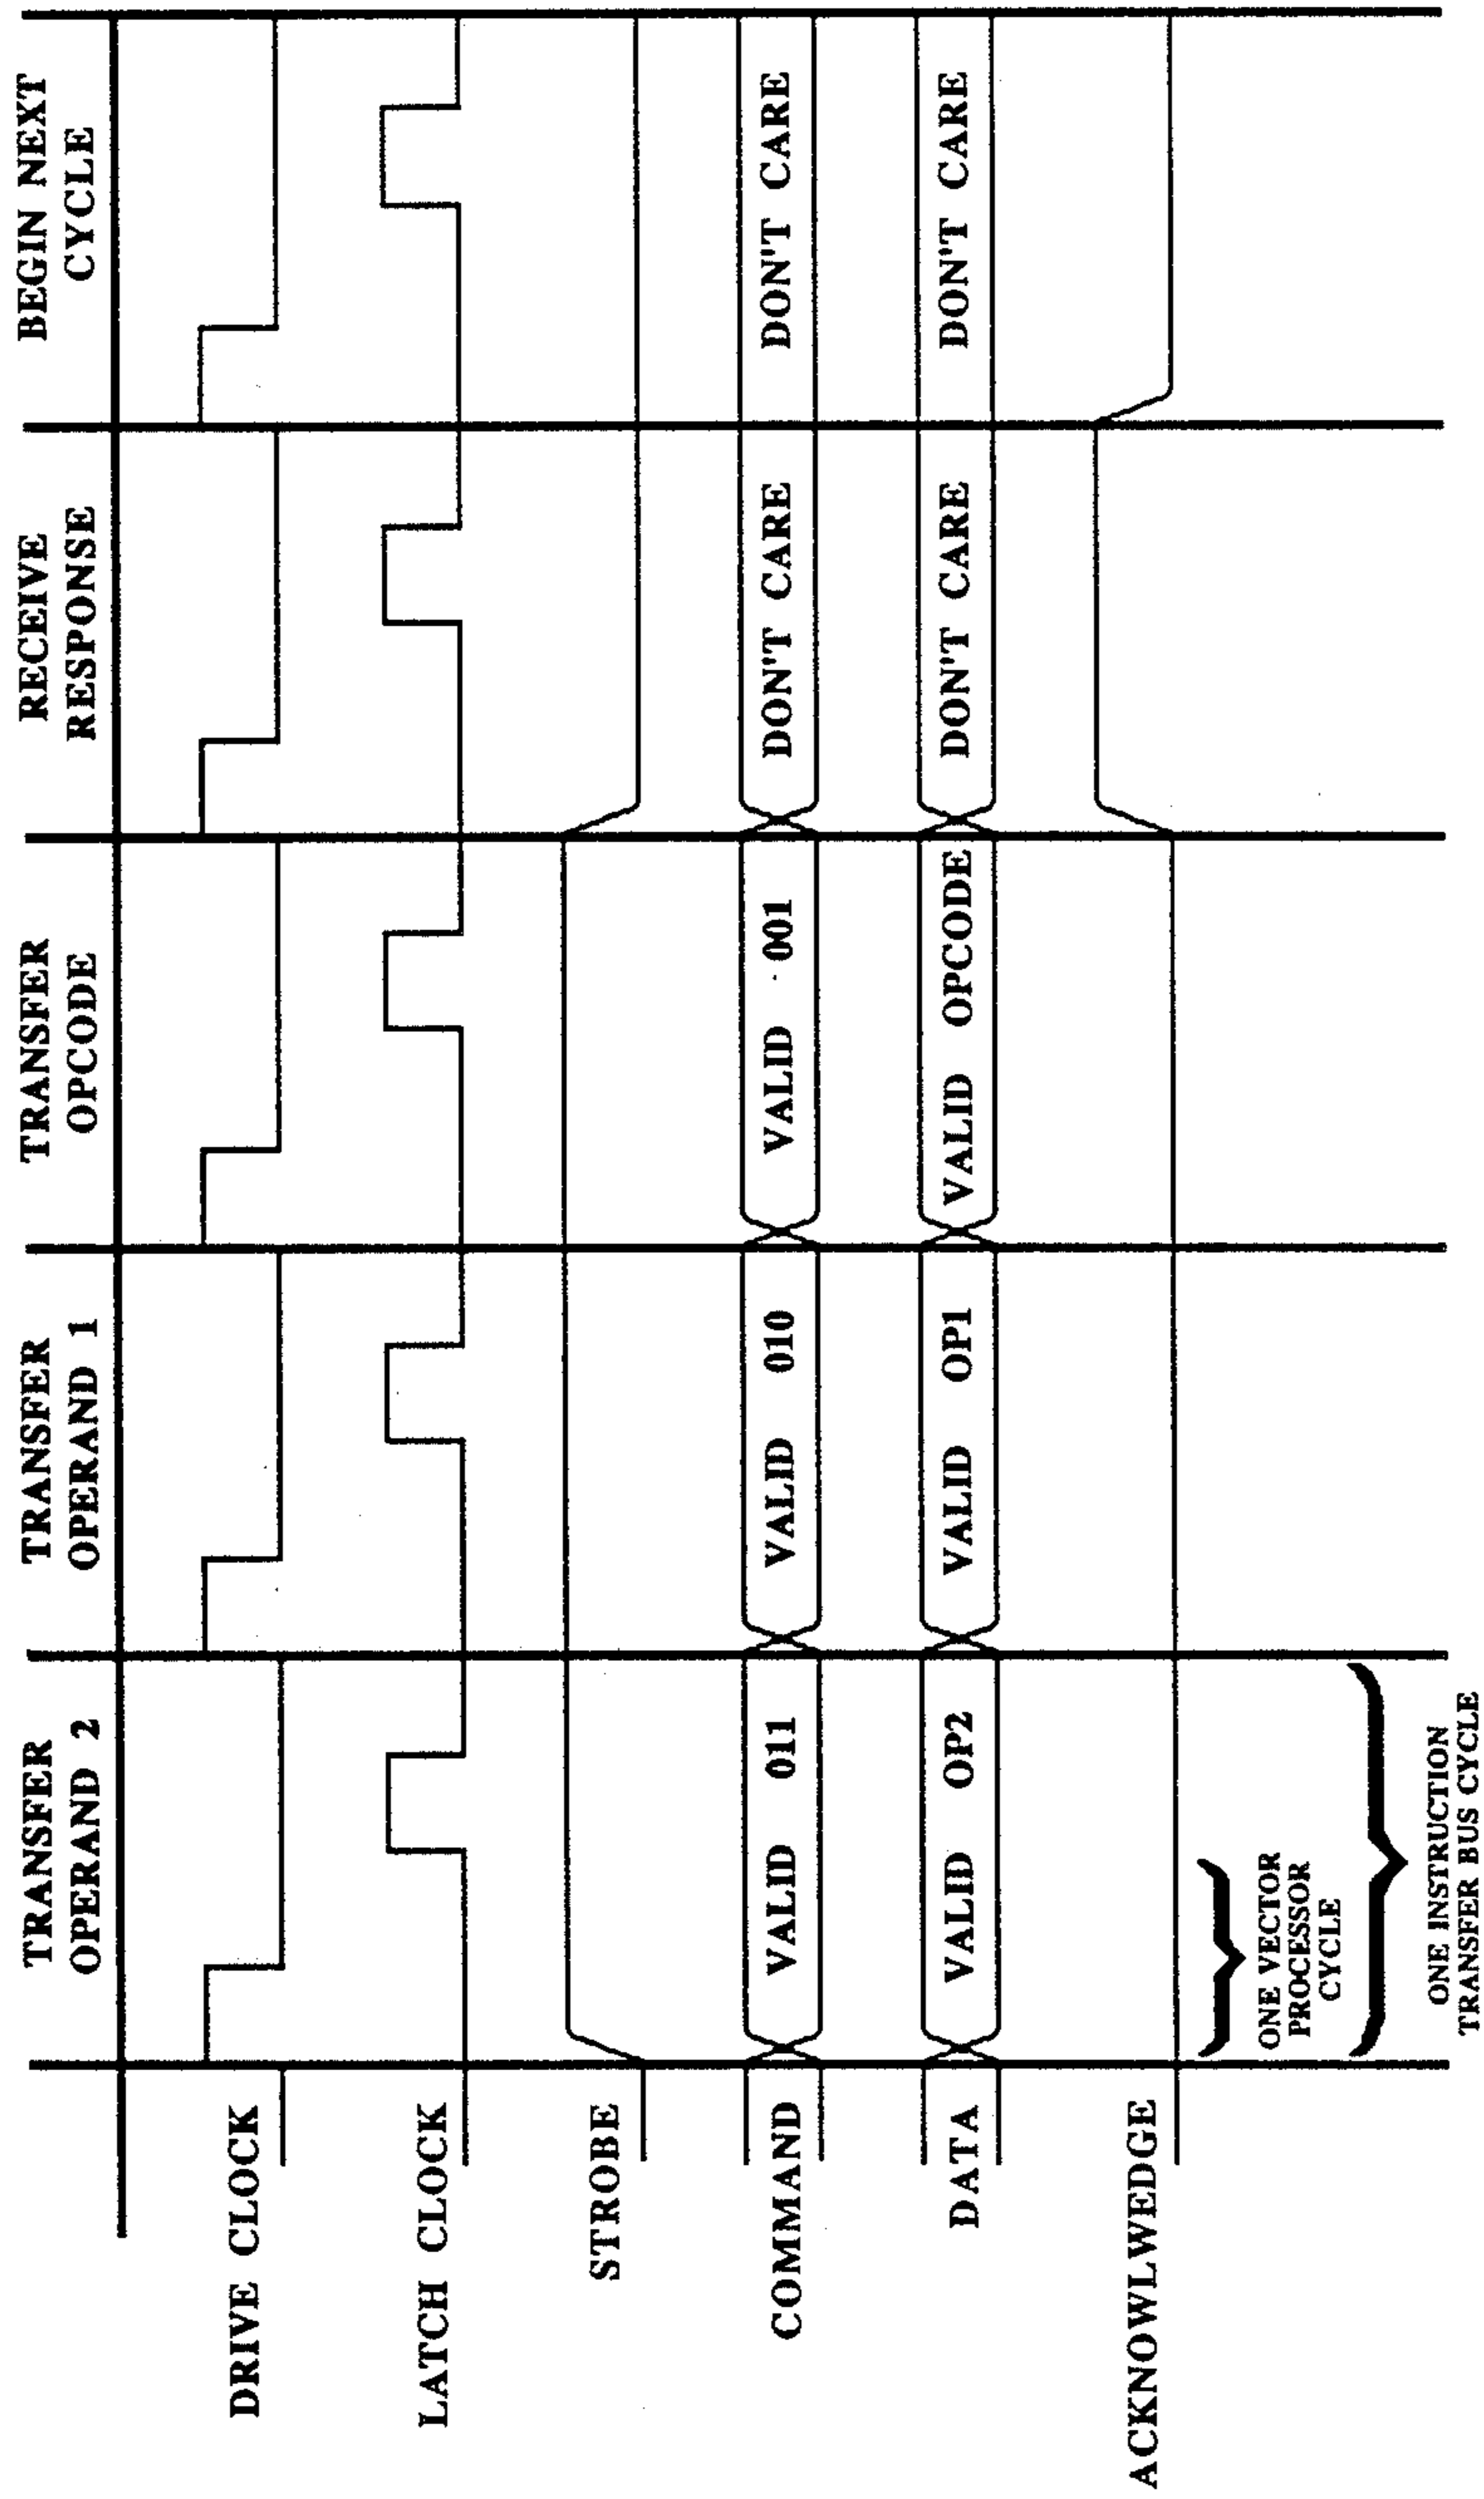 TRANSFER
OPERAND 2
TRANSFER
OPERAND 1
TRANSFER
OPCODE
RECEIVE
RESPONSE
BEGIN NEXT
CYCLE
DRIVE CLOCK
LATCH CLOCK
STROBE
COMMAND
VALID 011
VALID 010
VALID 001
DON'T CARE
DON'T CARE
DATA
VALID OP2
VALID OP1
VALID OPCODE
DON'T CARE
DON'T CARE
ACKNOWLWEDGE
ONE VECTOR
PROCESSOR
CYCLE
ONE INSTRUCTION
TRANSFER BUS CYCLE